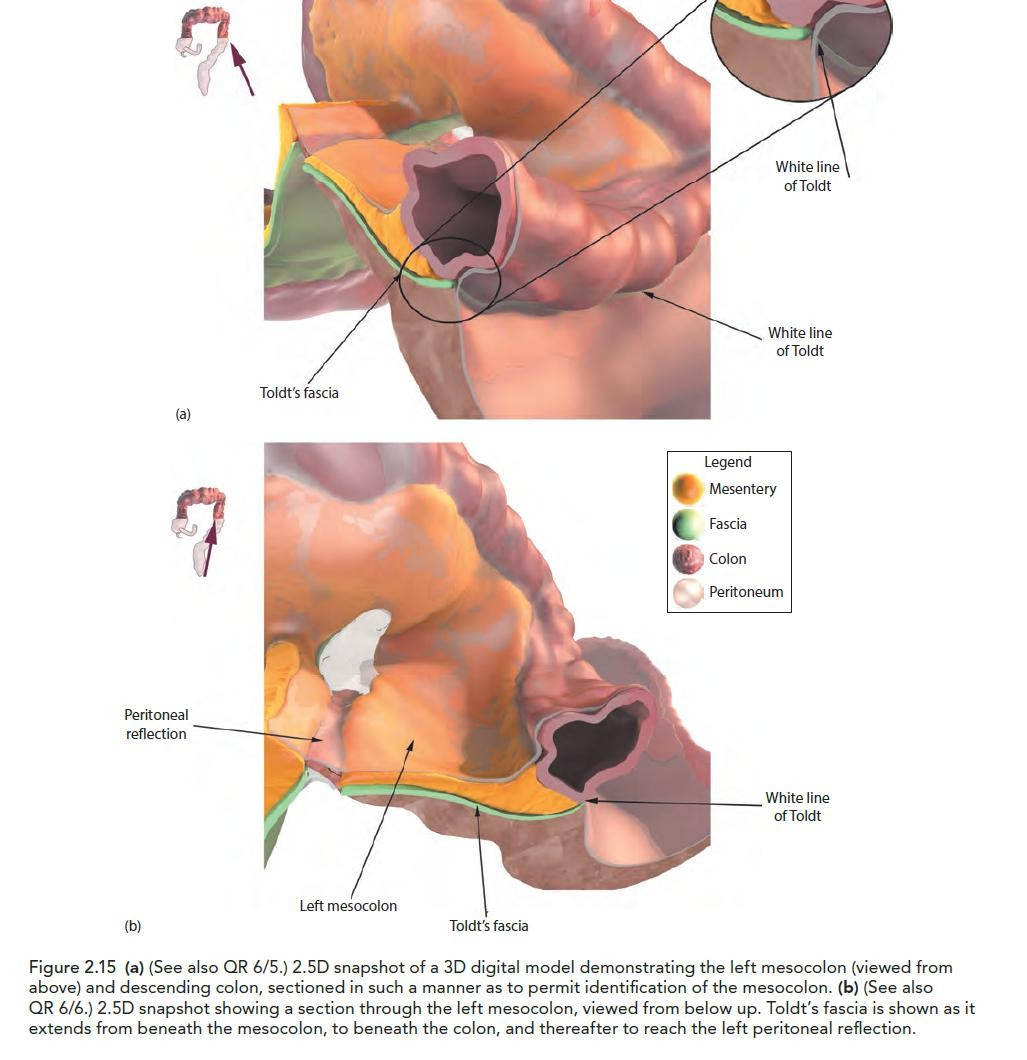 White line
of Toldt
White line
of Toldt
Toldt's fascia
(a)
Legend
Mesentery
Fascia
Colon
Peritoneum
Peritoneal
reflection
White line
of Toldt
Left mesocolon
Toldt's fascia
(b)
Figure 2.15 (a) (See also QR 6/5.) 2.5D snapshot of a 3D digital model demonstrating the left mesocolon (viewed from
above) and descending colon, sectioned in such a manner as to permit identification of the mesocolon. (b) (See also
QR 6/6.) 2.5D snapshot showing a section through the left mesocolon, viewed from below up. Toldt's fascia is shown as it
extends from beneath the mesocolon, to beneath the colon, and thereafter to reach the left peritoneal reflection.